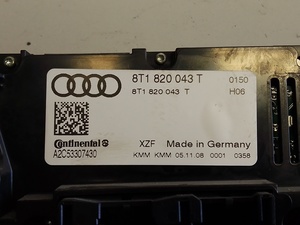 8T1 820 043 T 0150
8T1 820 043 T H06
Continental XZF Made in Germany
A2C53307430 KMM KMM 05.11.08 0001 0358